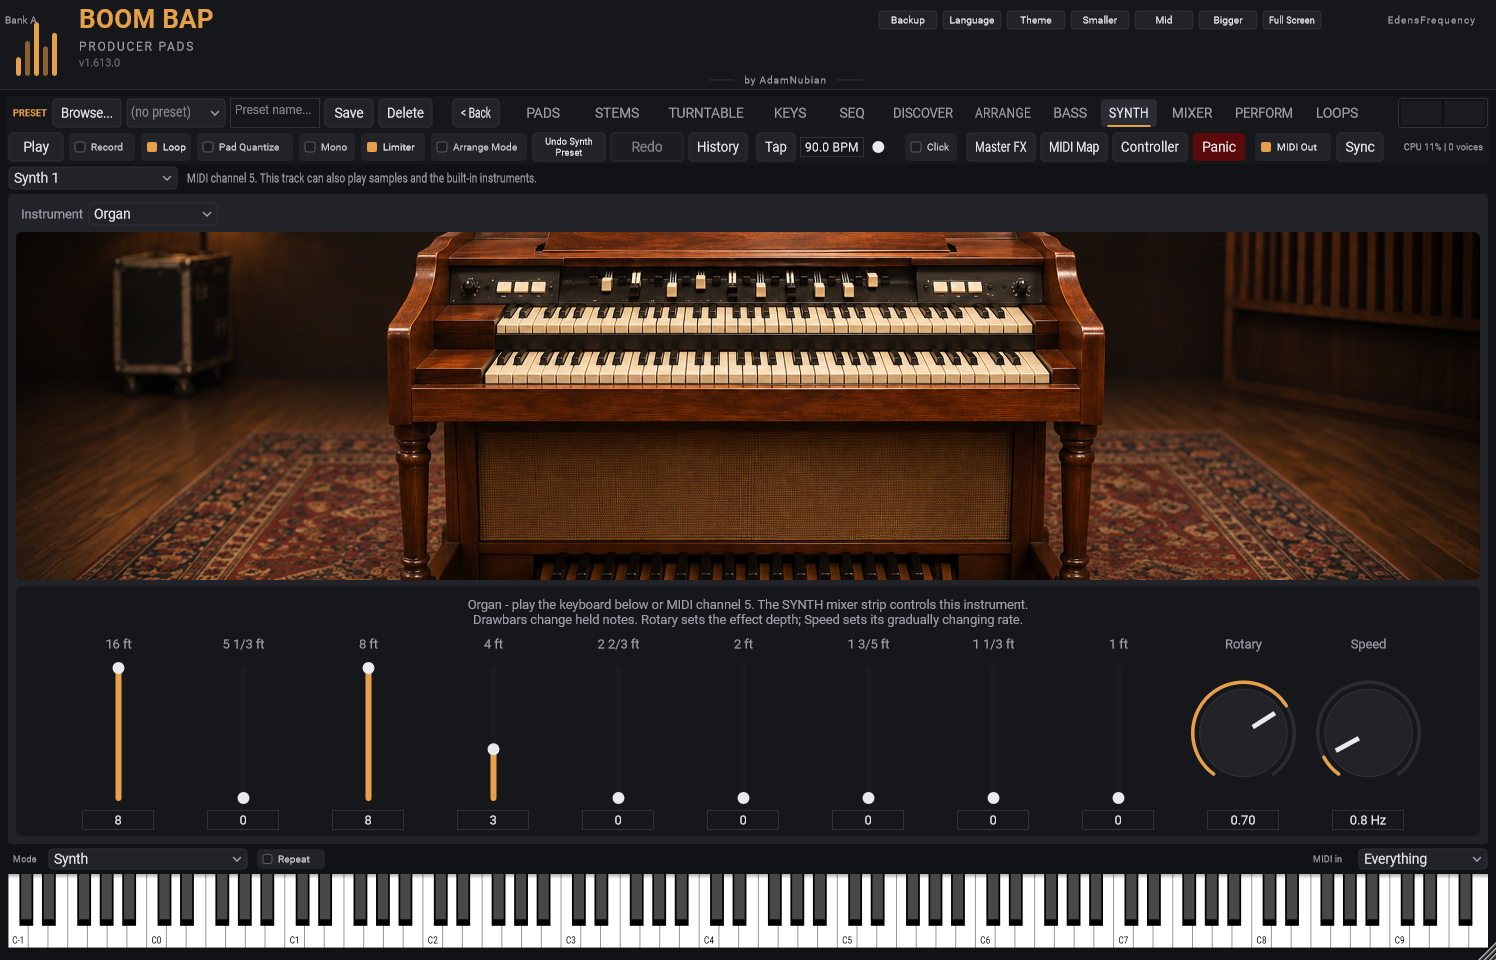 Bank A
BOOM BAP
PRODUCER PADS
v1.613.0
Backup Language Theme Smaller Mid Bigger Full Screen
EdensFrequency
by AdamNubian
PRESET Browse... (no preset) Preset name... Save Delete < Back PADS STEMS TURNTABLE KEYS SEQ DISCOVER ARRANGE BASS SYNTH MIXER PERFORM LOOPS
Play Record Loop Pad Quantize Mono Limiter Arrange Mode Undo Synth Preset Redo History Tap 90.0 BPM Click Master FX MIDI Map Controller Panic MIDI Out Sync CPU 11% | 0 voices
Synth 1 MIDI channel 5. This track can also play samples and the built-in instruments.
Instrument Organ
Organ - play the keyboard below or MIDI channel 5. The SYNTH mixer strip controls this instrument.
Drawbars change held notes. Rotary sets the effect depth; Speed sets its gradually changing rate.
16 ft 5 1/3 ft 8 ft 4 ft 2 2/3 ft 2 ft 1 3/5 ft 1 1/3 ft 1 ft Rotary Speed
8 0 8 3 0 0 0 0 0 0.70 0.8 Hz
Mode Synth Repeat MIDI in Everything
C-1 C0 C1 C2 C3 C4 C5 C6 C7 C8 C9